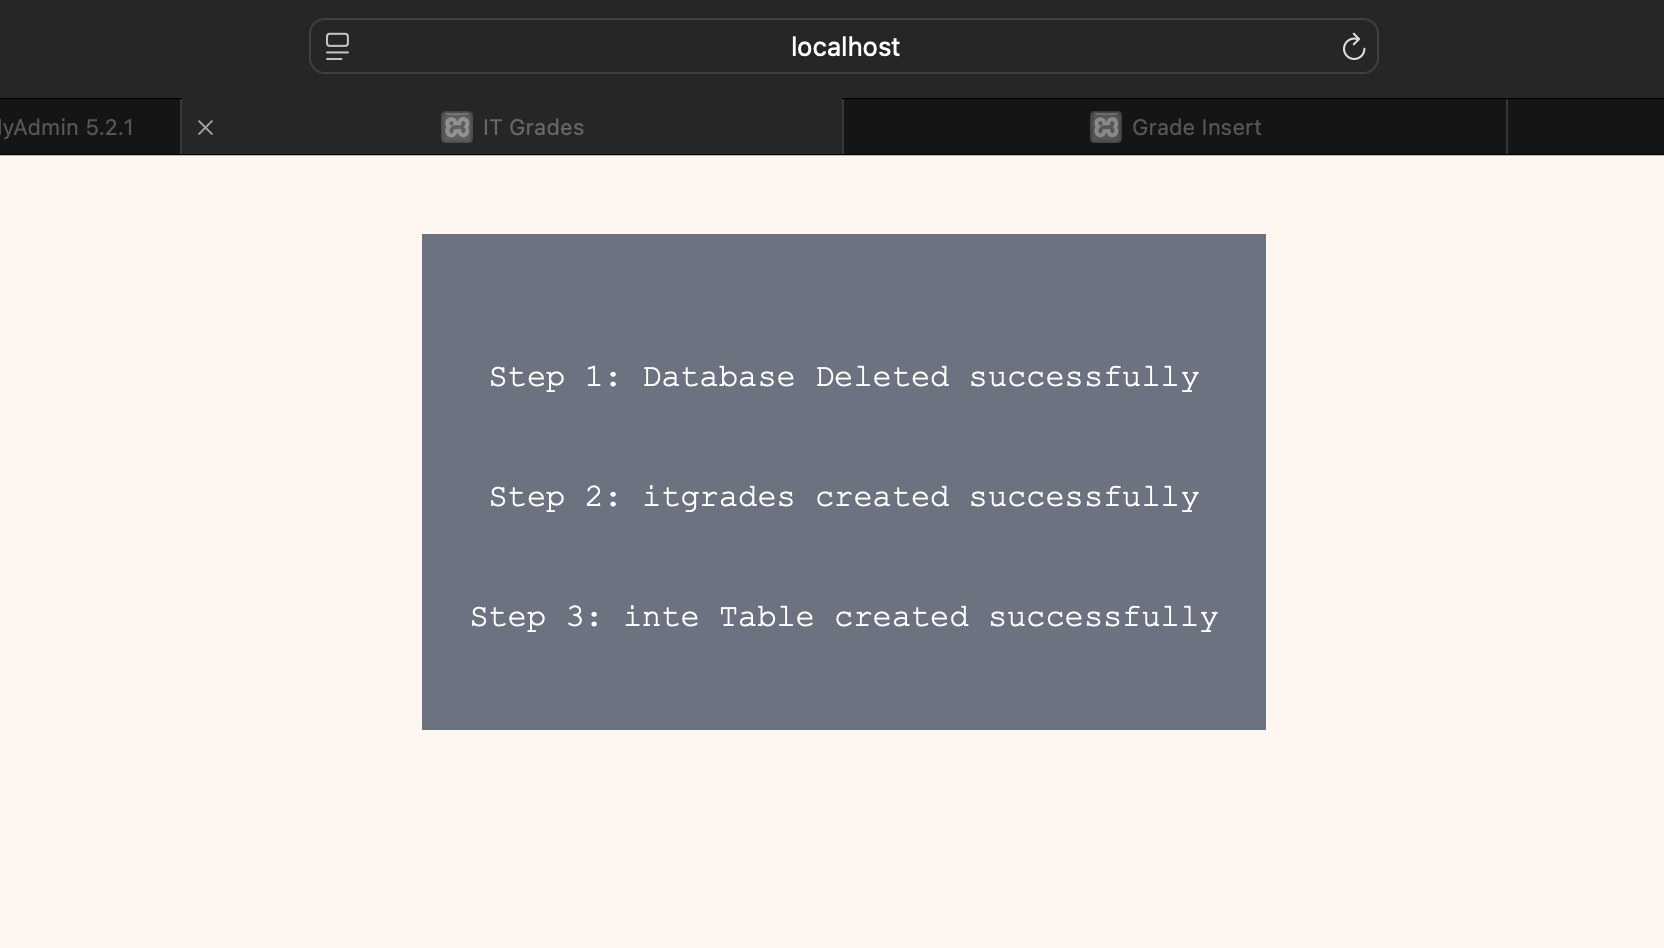 localhost
yAdmin 5.2.1
IT Grades
Grade Insert
Step 1: Database Deleted successfully
Step 2: itgrades created successfully
Step 3: inte Table created successfully